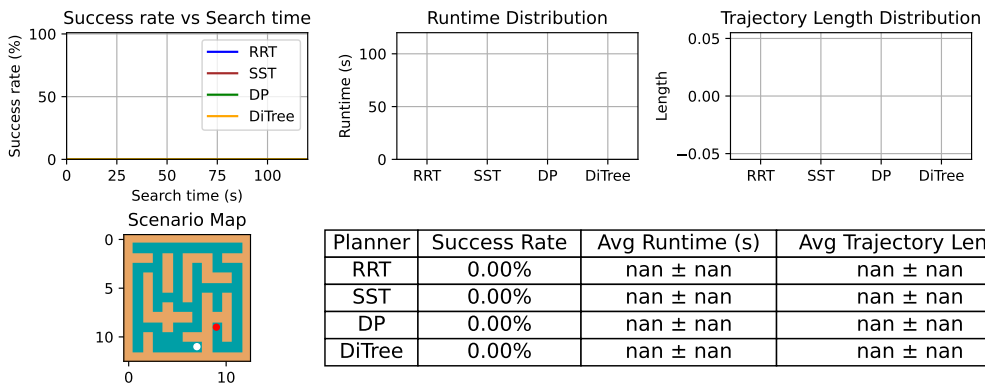 Success rate vs Search time
Success rate (%)
100
50
0
0 25 50 75 100
Search time (s)
RRT
SST
DP
DiTree
Runtime Distribution
Runtime (s)
100
50
0
RRT SST DP DiTree
Trajectory Length Distribution
Length
0.05
0.00
−0.05
RRT SST DP DiTree
Scenario Map
0
5
10
0 10
Planner Success Rate Avg Runtime (s) Avg Trajectory Len
RRT 0.00% nan ± nan nan ± nan
SST 0.00% nan ± nan nan ± nan
DP 0.00% nan ± nan nan ± nan
DiTree 0.00% nan ± nan nan ± nan